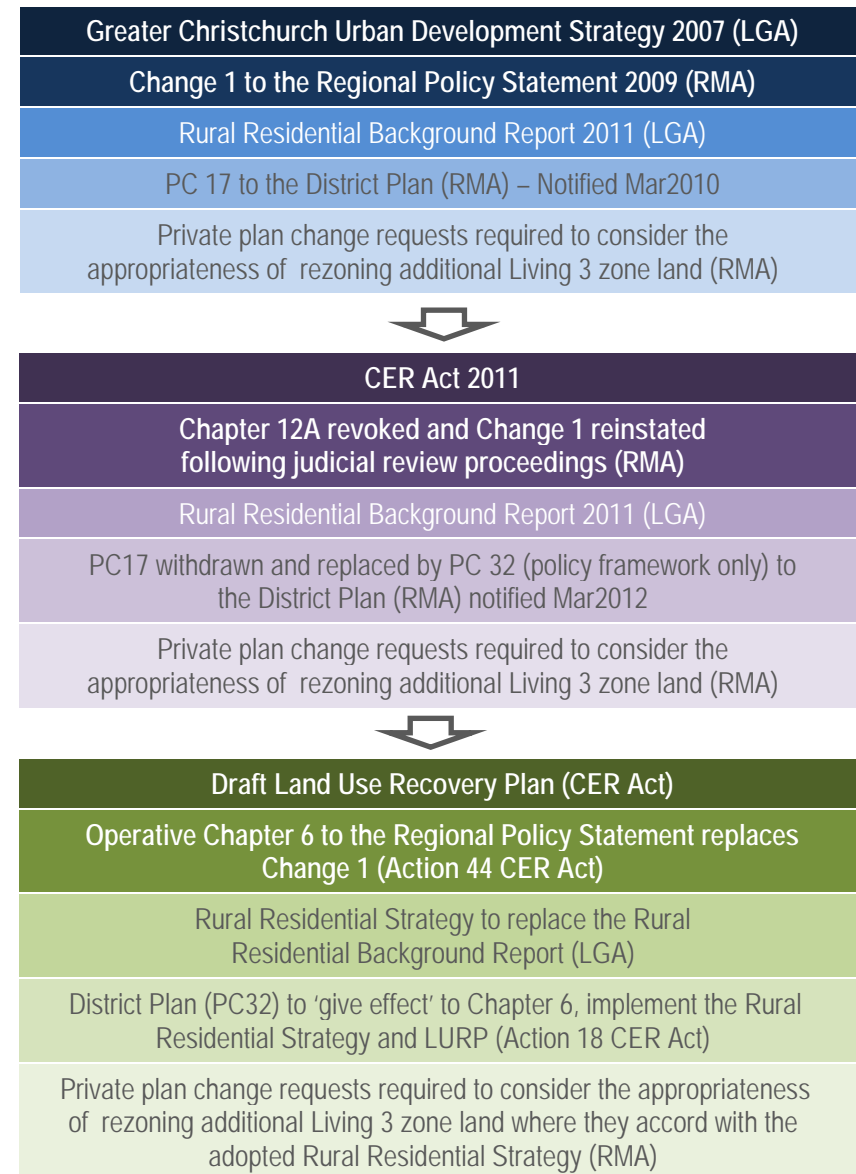 Greater Christchurch Urban Development Strategy 2007 (LGA)
Change 1 to the Regional Policy Statement 2009 (RMA)
Rural Residential Background Report 2011 (LGA)
PC 17 to the District Plan (RMA) – Notified Mar2010
Private plan change requests required to consider the
appropriateness of rezoning additional Living 3 zone land (RMA)
CER Act 2011
Chapter 12A revoked and Change 1 reinstated
following judicial review proceedings (RMA)
Rural Residential Background Report 2011 (LGA)
PC17 withdrawn and replaced by PC 32 (policy framework only) to
the District Plan (RMA) notified Mar2012
Private plan change requests required to consider the
appropriateness of rezoning additional Living 3 zone land (RMA)
Draft Land Use Recovery Plan (CER Act)
Operative Chapter 6 to the Regional Policy Statement replaces
Change 1 (Action 44 CER Act)
Rural Residential Strategy to replace the Rural
Residential Background Report (LGA)
District Plan (PC32) to ‘give effect’ to Chapter 6, implement the Rural
Residential Strategy and LURP (Action 18 CER Act)
Private plan change requests required to consider the appropriateness
of rezoning additional Living 3 zone land where they accord with the
adopted Rural Residential Strategy (RMA)